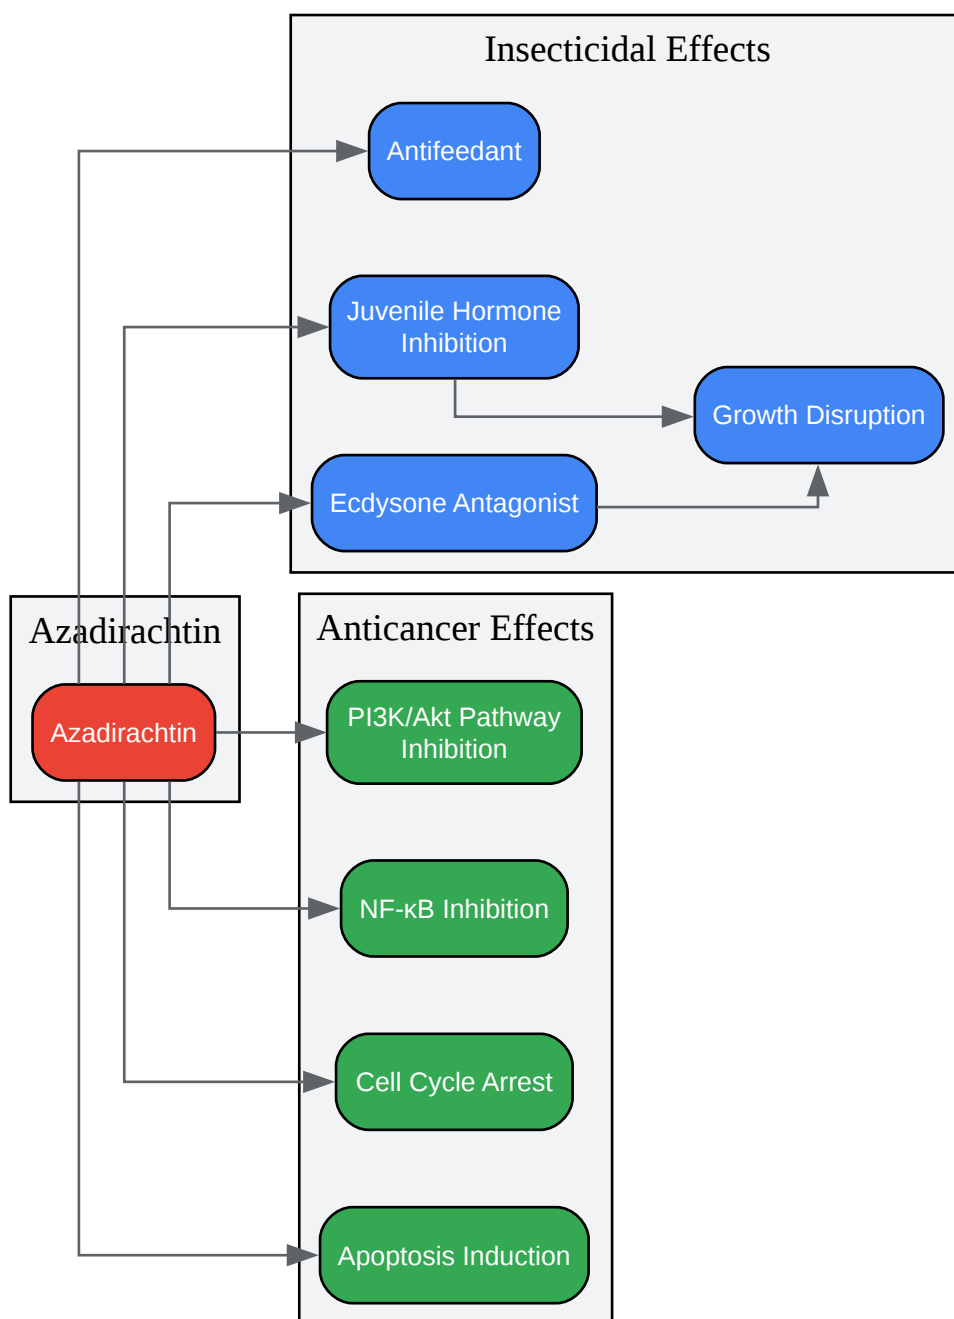 Insecticidal Effects
Antifeedant
Juvenile Hormone
Inhibition
Growth Disruption
Ecdysone Antagonist
Azadirachtin
Azadirachtin
Anticancer Effects
PI3K/Akt Pathway
Inhibition
NF-κB Inhibition
Cell Cycle Arrest
Apoptosis Induction